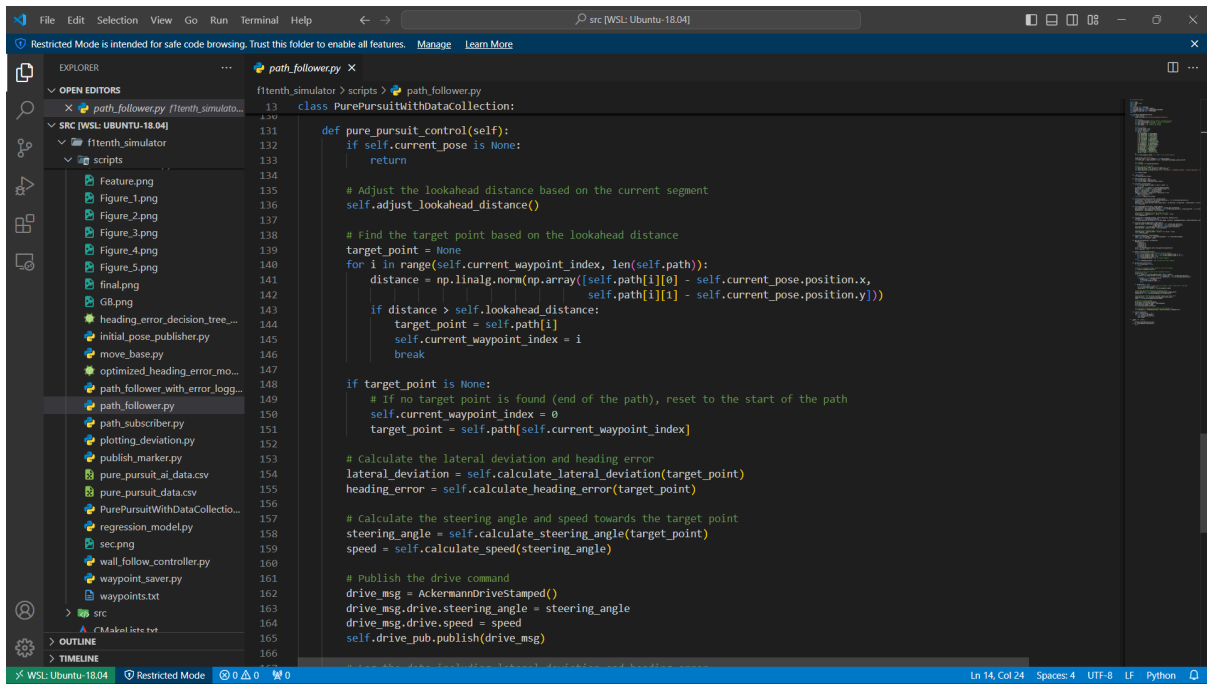 File Edit Selection View Go Run Terminal Help
src [WSL: Ubuntu-18.04]
Restricted Mode is intended for safe code browsing. Trust this folder to enable all features. Manage Learn More
EXPLORER
OPEN EDITORS
path_follower.py f1tenth_simulato...
SRC [WSL: UBUNTU-18.04]
f1tenth_simulator
scripts
Feature.png
Figure_1.png
Figure_2.png
Figure_3.png
Figure_4.png
Figure_5.png
final.png
GB.png
heading_error_decision_tree_...
initial_pose_publisher.py
move_base.py
optimized_heading_error_mo...
path_follower_with_error_logg...
path_follower.py
path_subscriber.py
plotting_deviation.py
publish_marker.py
pure_pursuit_ai_data.csv
pure_pursuit_data.csv
PurePursuitWithDataCollectio...
regression_model.py
sec.png
wall_follow_controller.py
waypoint_saver.py
waypoints.txt
src
CMakeLists.txt
OUTLINE
TIMELINE
path_follower.py
f1tenth_simulator > scripts > path_follower.py
13 class PurePursuitWithDataCollection:
130
131 def pure_pursuit_control(self):
132 if self.current_pose is None:
133 return
134
135 # Adjust the lookahead distance based on the current segment
136 self.adjust_lookahead_distance()
137
138 # Find the target point based on the lookahead distance
139 target_point = None
140 for i in range(self.current_waypoint_index, len(self.path)):
141 distance = np.linalg.norm(np.array([self.path[i][0] - self.current_pose.position.x,
142 self.path[i][1] - self.current_pose.position.y]))
143 if distance > self.lookahead_distance:
144 target_point = self.path[i]
145 self.current_waypoint_index = i
146 break
147
148 if target_point is None:
149 # If no target point is found (end of the path), reset to the start of the path
150 self.current_waypoint_index = 0
151 target_point = self.path[self.current_waypoint_index]
152
153 # Calculate the lateral deviation and heading error
154 lateral_deviation = self.calculate_lateral_deviation(target_point)
155 heading_error = self.calculate_heading_error(target_point)
156
157 # Calculate the steering angle and speed towards the target point
158 steering_angle = self.calculate_steering_angle(target_point)
159 speed = self.calculate_speed(steering_angle)
160
161 # Publish the drive command
162 drive_msg = AckermannDriveStamped()
163 drive_msg.drive.steering_angle = steering_angle
164 drive_msg.drive.speed = speed
165 self.drive_pub.publish(drive_msg)
166
WSL: Ubuntu-18.04 Restricted Mode 0 0 0 Ln 14, Col 24 Spaces: 4 UTF-8 LF Python